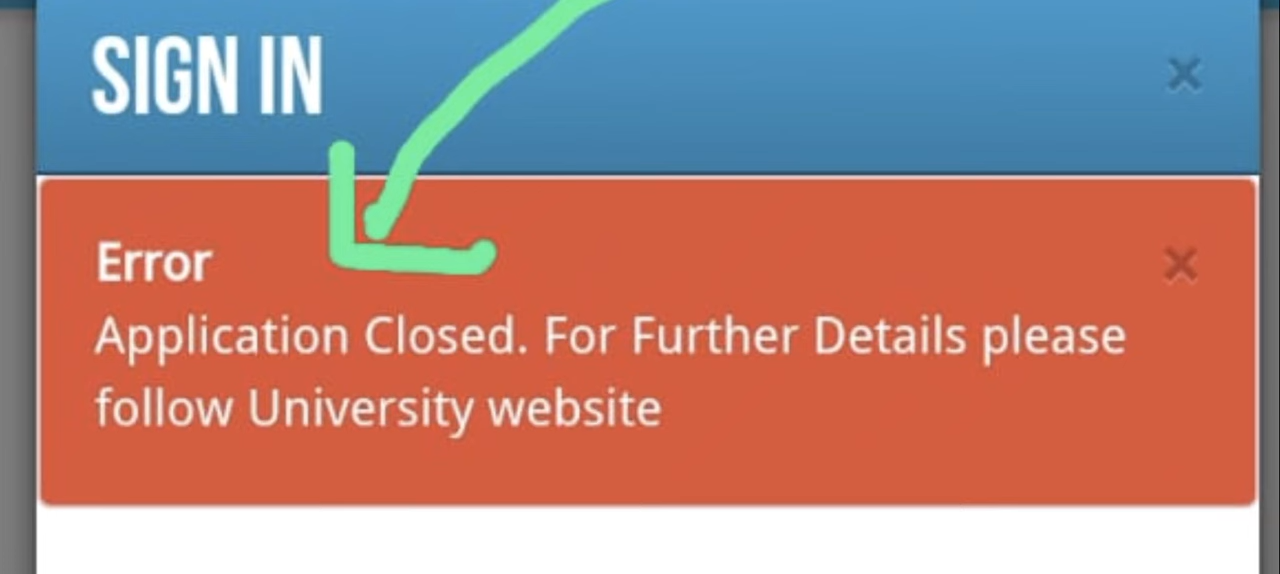 SIGN IN
Error
Application Closed. For Further Details please
follow University website